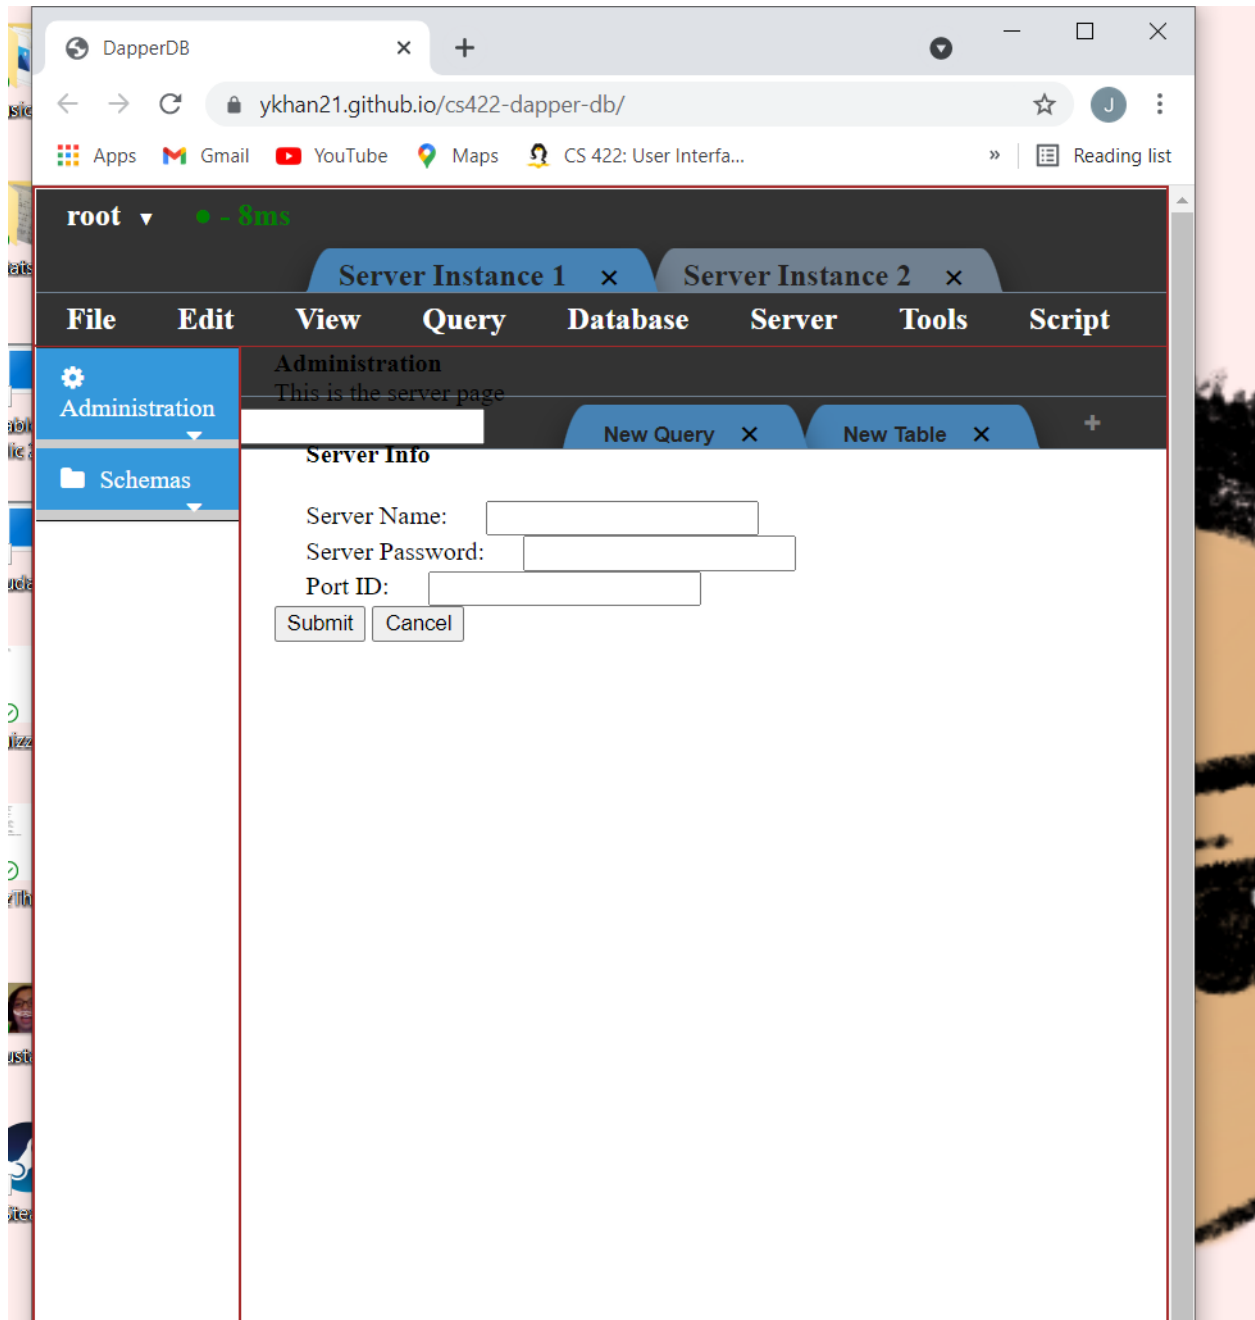 DapperDB
ykhan21.github.io/cs422-dapper-db/
J
Apps Gmail YouTube Maps CS 422: User Interfa... » Reading list
root ▼ ● - 8ms
Server Instance 1 × Server Instance 2 ×
File Edit View Query Database Server Tools Script
Administration
Administration
This is the server page
New Query × New Table × +
Schemas
Server Info
Server Name:
Server Password:
Port ID:
Submit Cancel